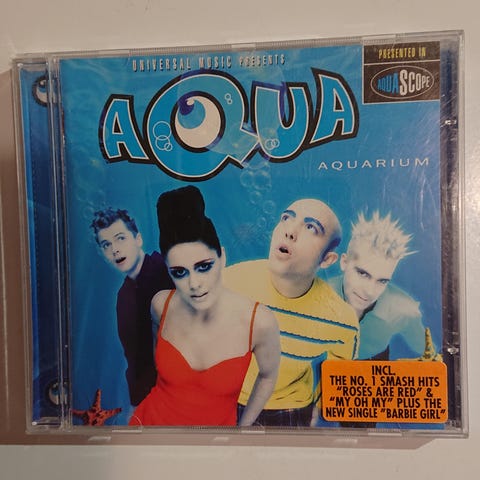 UNIVERSAL MUSIC PRESENTS
PRESENTED IN
AQUASCOPE
AQUA
AQUARIUM
INCL.
THE NO. 1 SMASH HITS
"ROSES ARE RED" &
"MY OH MY" PLUS THE
NEW SINGLE "BARBIE GIRL"